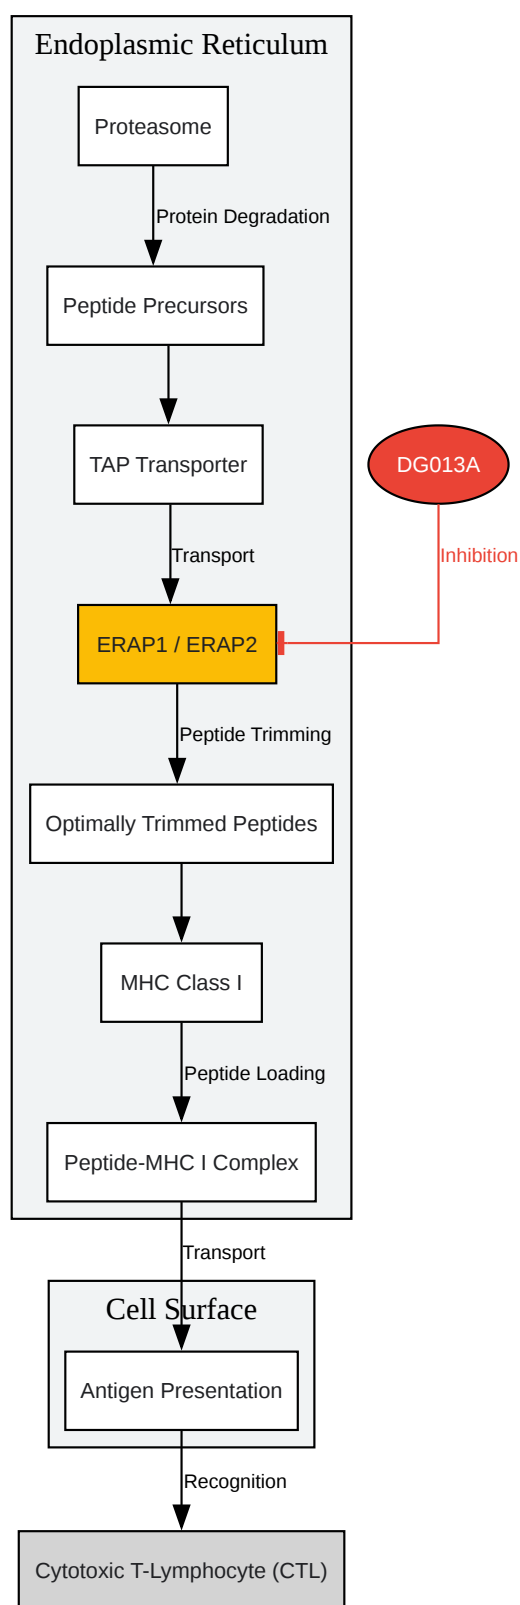 Endoplasmic Reticulum
Proteasome
Protein Degradation
Peptide Precursors
TAP Transporter
DG013A
Transport
Inhibition
ERAP1 / ERAP2
Peptide Trimming
Optimally Trimmed Peptides
MHC Class I
Peptide Loading
Peptide-MHC I Complex
Transport
Cell Surface
Antigen Presentation
Recognition
Cytotoxic T-Lymphocyte (CTL)